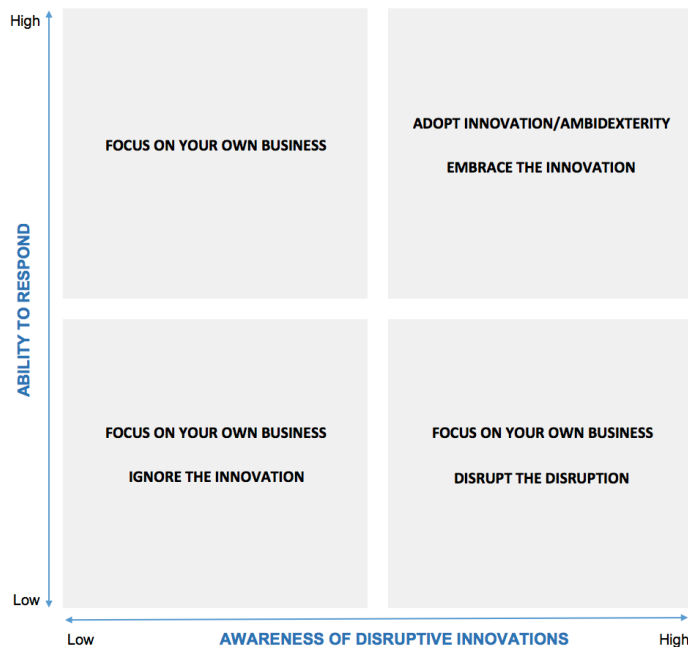 High
FOCUS ON YOUR OWN BUSINESS
ADOPT INNOVATION/AMBIDEXTERITY
EMBRACE THE INNOVATION
ABILITY TO RESPOND
FOCUS ON YOUR OWN BUSINESS
IGNORE THE INNOVATION
FOCUS ON YOUR OWN BUSINESS
DISRUPT THE DISRUPTION
Low
Low
AWARENESS OF DISRUPTIVE INNOVATIONS
High